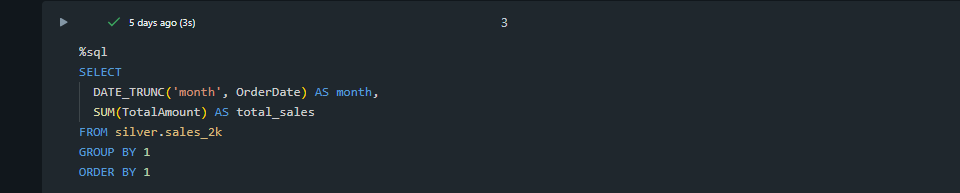 5 days ago (3s) 3
%sql
SELECT
DATE_TRUNC('month', OrderDate) AS month,
SUM(TotalAmount) AS total_sales
FROM silver.sales_2k
GROUP BY 1
ORDER BY 1